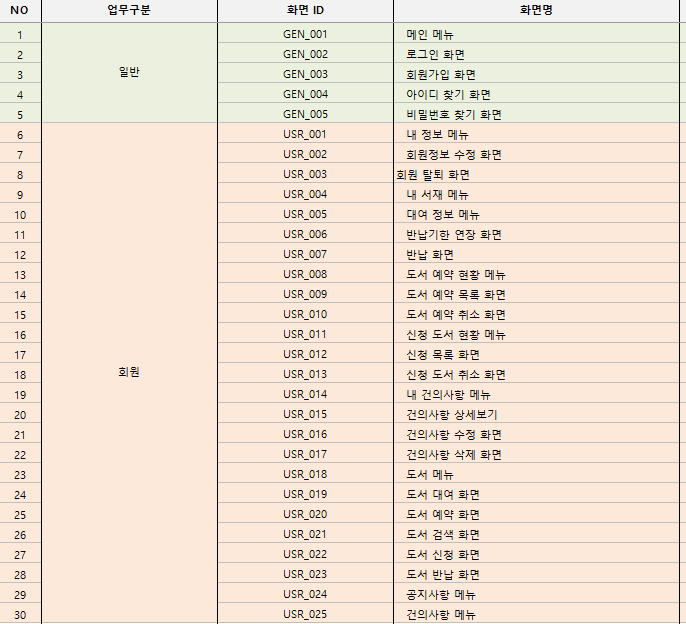 NO 업무구분 화면 ID 화면명
1 일반 GEN_001 메인 메뉴
2 GEN_002 로그인 화면
3 GEN_003 회원가입 화면
4 GEN_004 아이디 찾기 화면
5 GEN_005 비밀번호 찾기 화면
6 회원 USR_001 내 정보 메뉴
7 USR_002 회원정보 수정 화면
8 USR_003 회원 탈퇴 화면
9 USR_004 내 서재 메뉴
10 USR_005 대여 정보 메뉴
11 USR_006 반납기한 연장 화면
12 USR_007 반납 화면
13 USR_008 도서 예약 현황 메뉴
14 USR_009 도서 예약 목록 화면
15 USR_010 도서 예약 취소 화면
16 USR_011 신청 도서 현황 메뉴
17 USR_012 신청 목록 화면
18 USR_013 신청 도서 취소 화면
19 USR_014 내 건의사항 메뉴
20 USR_015 건의사항 상세보기
21 USR_016 건의사항 수정 화면
22 USR_017 건의사항 삭제 화면
23 USR_018 도서 메뉴
24 USR_019 도서 대여 화면
25 USR_020 도서 예약 화면
26 USR_021 도서 검색 화면
27 USR_022 도서 신청 화면
28 USR_023 도서 반납 화면
29 USR_024 공지사항 메뉴
30 USR_025 건의사항 메뉴